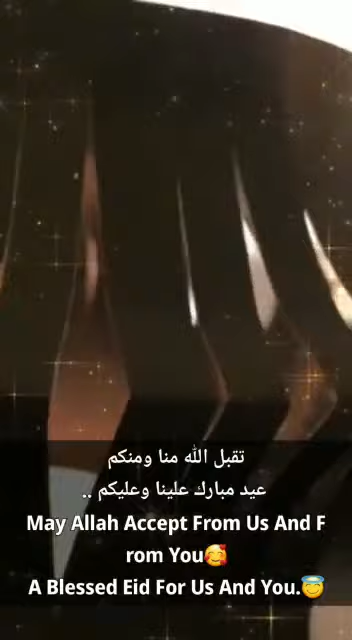 تقبل الله منا ومنكم
عيد مبارك علينا وعليكم ..
May Allah Accept From Us And F
rom You🥰
A Blessed Eid For Us And You.😇